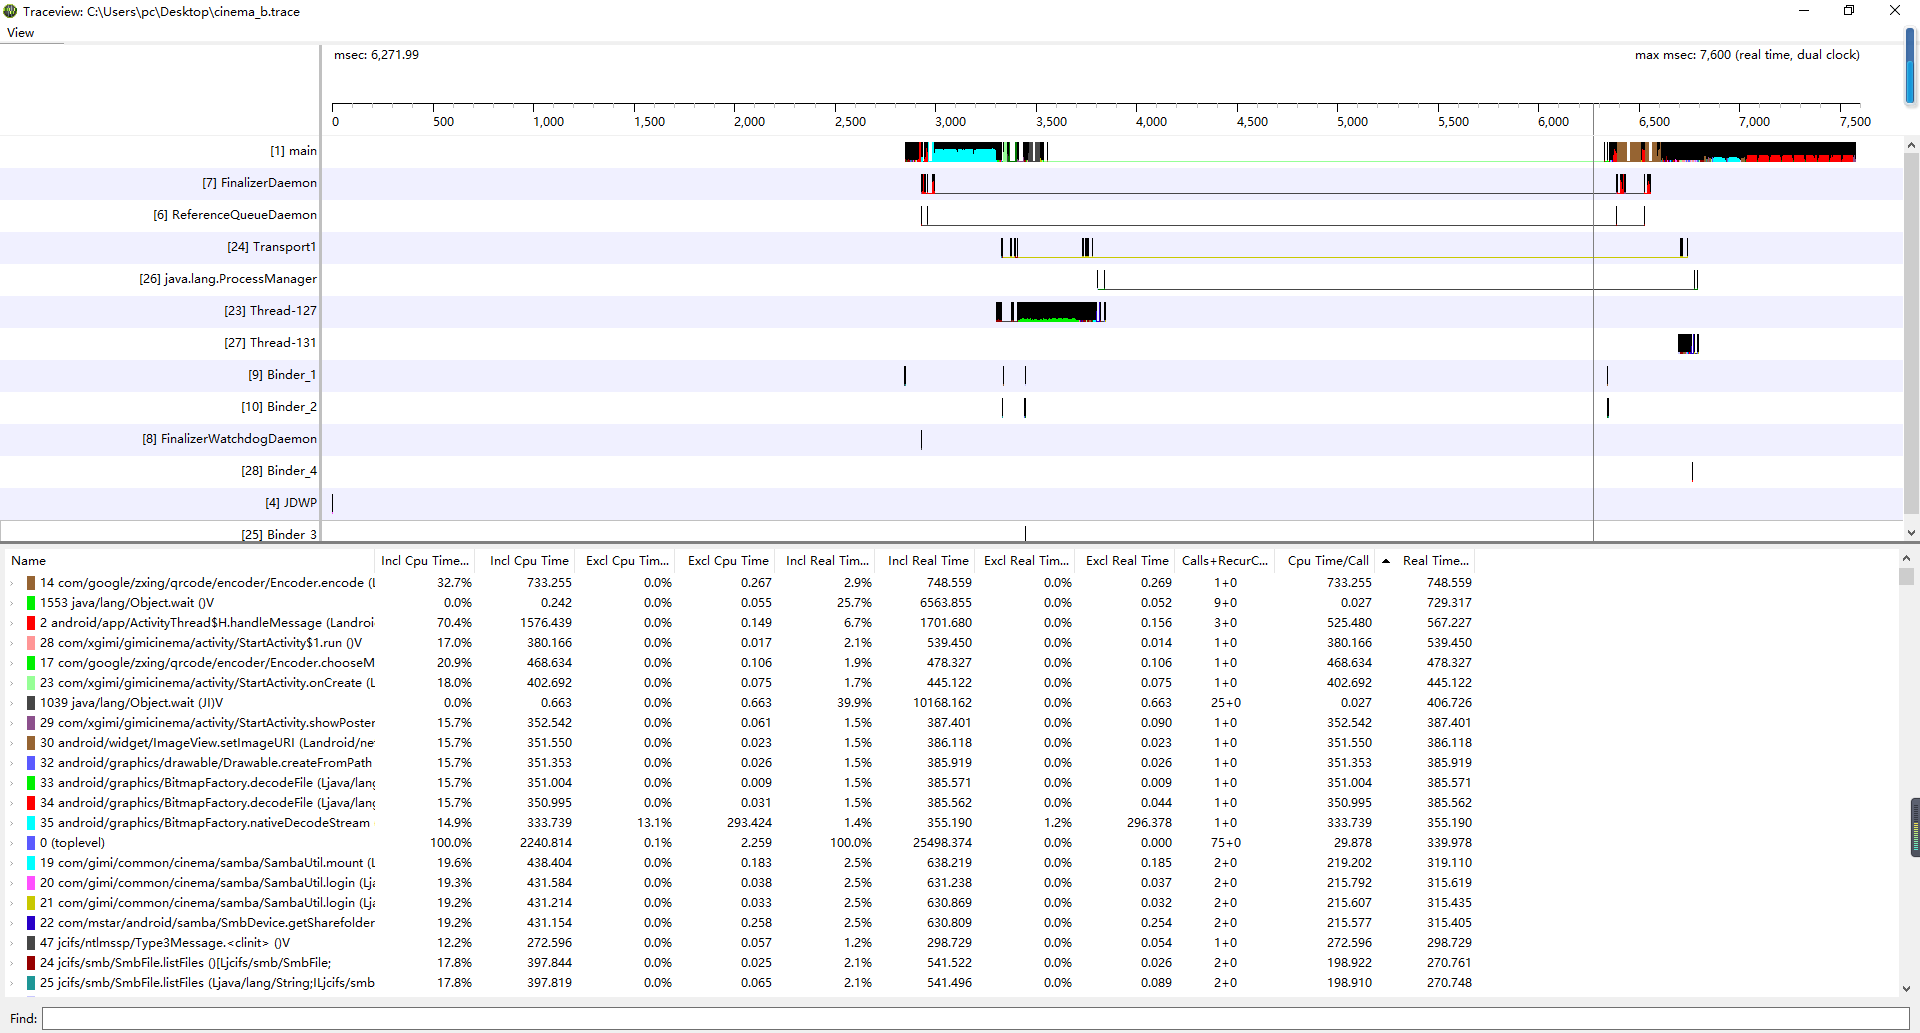 Traceview: C:\Users\pc\Desktop\cinema_b.trace
View
msec: 6,271.99 max msec: 7,600 (real time, dual clock)
0 500 1,000 1,500 2,000 2,500 3,000 3,500 4,000 4,500 5,000 5,500 6,000 6,500 7,000 7,500
[1] main
[7] FinalizerDaemon
[6] ReferenceQueueDaemon
[24] Transport1
[26] java.lang.ProcessManager
[23] Thread-127
[27] Thread-131
[9] Binder_1
[10] Binder_2
[8] FinalizerWatchdogDaemon
[28] Binder_4
[4] JDWP
[25] Binder_3
Name Incl Cpu Time... Incl Cpu Time Excl Cpu Tim... Excl Cpu Time Incl Real Tim... Incl Real Time Excl Real Tim... Excl Real Time Calls+RecurC... Cpu Time/Call Real Time...
14 com/google/zxing/qrcode/encoder/Encoder.encode (L 32.7% 733.255 0.0% 0.267 2.9% 748.559 0.0% 0.269 1+0 733.255 748.559
1553 java/lang/Object.wait ()V 0.0% 0.242 0.0% 0.055 25.7% 6563.855 0.0% 0.052 9+0 0.027 729.317
2 android/app/ActivityThread$H.handleMessage (Landroi 70.4% 1576.439 0.0% 0.149 6.7% 1701.680 0.0% 0.156 3+0 525.480 567.227
28 com/xgimi/gimicinema/activity/StartActivity$1.run ()V 17.0% 380.166 0.0% 0.017 2.1% 539.450 0.0% 0.014 1+0 380.166 539.450
17 com/google/zxing/qrcode/encoder/Encoder.chooseM 20.9% 468.634 0.0% 0.106 1.9% 478.327 0.0% 0.106 1+0 468.634 478.327
23 com/xgimi/gimicinema/activity/StartActivity.onCreate (L 18.0% 402.692 0.0% 0.075 1.7% 445.122 0.0% 0.075 1+0 402.692 445.122
1039 java/lang/Object.wait (JI)V 0.0% 0.663 0.0% 0.663 39.9% 10168.162 0.0% 0.663 25+0 0.027 406.726
29 com/xgimi/gimicinema/activity/StartActivity.showPoster 15.7% 352.542 0.0% 0.061 1.5% 387.401 0.0% 0.090 1+0 352.542 387.401
30 android/widget/ImageView.setImageURI (Landroid/ne 15.7% 351.550 0.0% 0.023 1.5% 386.118 0.0% 0.023 1+0 351.550 386.118
32 android/graphics/drawable/Drawable.createFromPath 15.7% 351.353 0.0% 0.026 1.5% 385.919 0.0% 0.026 1+0 351.353 385.919
33 android/graphics/BitmapFactory.decodeFile (Ljava/lang 15.7% 351.004 0.0% 0.009 1.5% 385.571 0.0% 0.009 1+0 351.004 385.571
34 android/graphics/BitmapFactory.decodeFile (Ljava/lang 15.7% 350.995 0.0% 0.031 1.5% 385.562 0.0% 0.044 1+0 350.995 385.562
35 android/graphics/BitmapFactory.nativeDecodeStream 14.9% 333.739 13.1% 293.424 1.4% 355.190 1.2% 296.378 1+0 333.739 355.190
0 (toplevel) 100.0% 2240.814 0.1% 2.259 100.0% 25498.374 0.0% 0.000 75+0 29.878 339.978
19 com/gimi/common/cinema/samba/SambaUtil.mount (L 19.6% 438.404 0.0% 0.183 2.5% 638.219 0.0% 0.185 2+0 219.202 319.110
20 com/gimi/common/cinema/samba/SambaUtil.login (Lja 19.3% 431.584 0.0% 0.038 2.5% 631.238 0.0% 0.037 2+0 215.792 315.619
21 com/gimi/common/cinema/samba/SambaUtil.login (Lja 19.2% 431.214 0.0% 0.033 2.5% 630.869 0.0% 0.032 2+0 215.607 315.435
22 com/mstar/android/samba/SmbDevice.getSharefolder 19.2% 431.154 0.0% 0.258 2.5% 630.809 0.0% 0.254 2+0 215.577 315.405
47 jcifs/ntlmssp/Type3Message.<clinit> ()V 12.2% 272.596 0.0% 0.057 1.2% 298.729 0.0% 0.054 1+0 272.596 298.729
24 jcifs/smb/SmbFile.listFiles ()[Ljcifs/smb/SmbFile; 17.8% 397.844 0.0% 0.025 2.1% 541.522 0.0% 0.026 2+0 198.922 270.761
25 jcifs/smb/SmbFile.listFiles (Ljava/lang/String;ILjcifs/smb 17.8% 397.819 0.0% 0.065 2.1% 541.496 0.0% 0.089 2+0 198.910 270.748
Find: